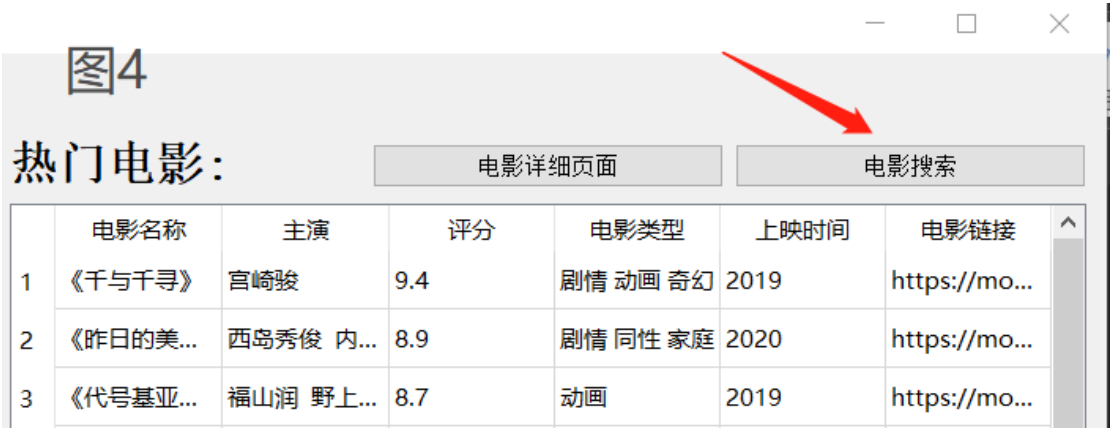 图4
热门电影:
电影详细页面 电影搜索
电影名称 主演 评分 电影类型 上映时间 电影链接
1 《千与千寻》 宫崎骏 9.4 剧情 动画 奇幻 2019 https://mo...
2 《昨日的美... 西岛秀俊 内... 8.9 剧情 同性 家庭 2020 https://mo...
3 《代号基亚... 福山润 野上... 8.7 动画 2019 https://mo...